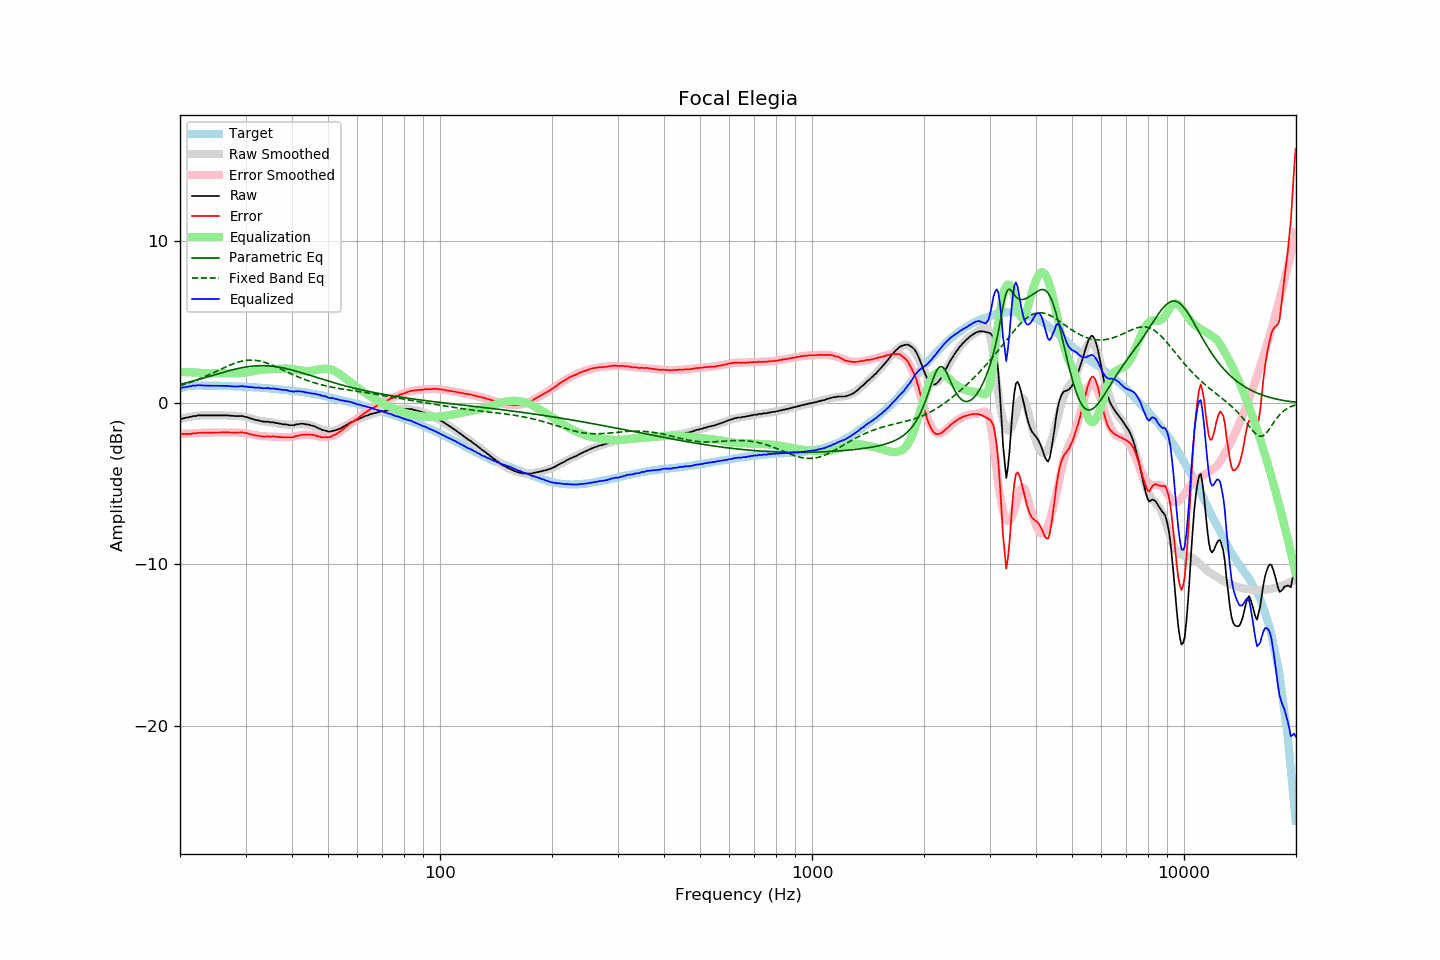 Focal Elegia
Target
Raw Smoothed
Error Smoothed
Raw
Error
Equalization
Parametric Eq
Fixed Band Eq
Equalized
10
0
−10
−20
Amplitude (dBr)
100
1000
10000
Frequency (Hz)